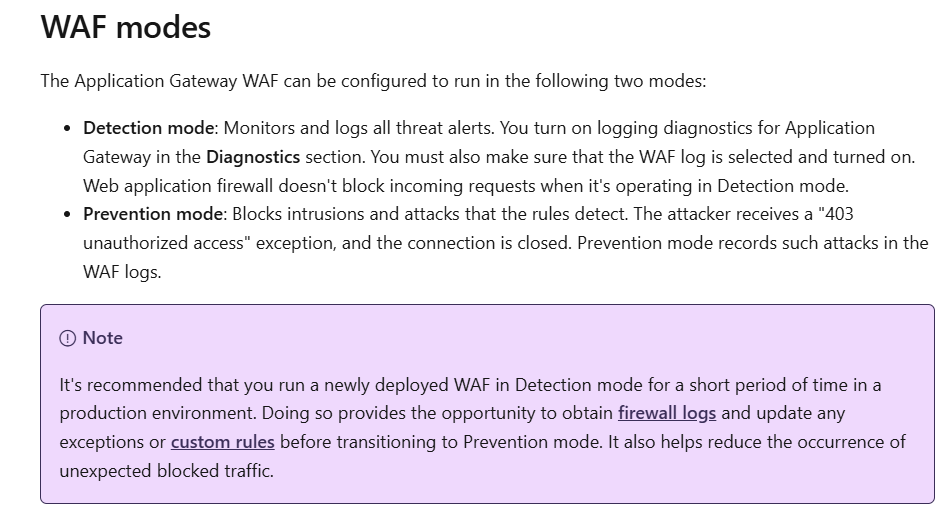 WAF modes
The Application Gateway WAF can be configured to run in the following two modes:
• Detection mode: Monitors and logs all threat alerts. You turn on logging diagnostics for Application
Gateway in the Diagnostics section. You must also make sure that the WAF log is selected and turned on.
Web application firewall doesn't block incoming requests when it's operating in Detection mode.
• Prevention mode: Blocks intrusions and attacks that the rules detect. The attacker receives a "403
unauthorized access" exception, and the connection is closed. Prevention mode records such attacks in the
WAF logs.
Note
It's recommended that you run a newly deployed WAF in Detection mode for a short period of time in a
production environment. Doing so provides the opportunity to obtain firewall logs and update any
exceptions or custom rules before transitioning to Prevention mode. It also helps reduce the occurrence of
unexpected blocked traffic.